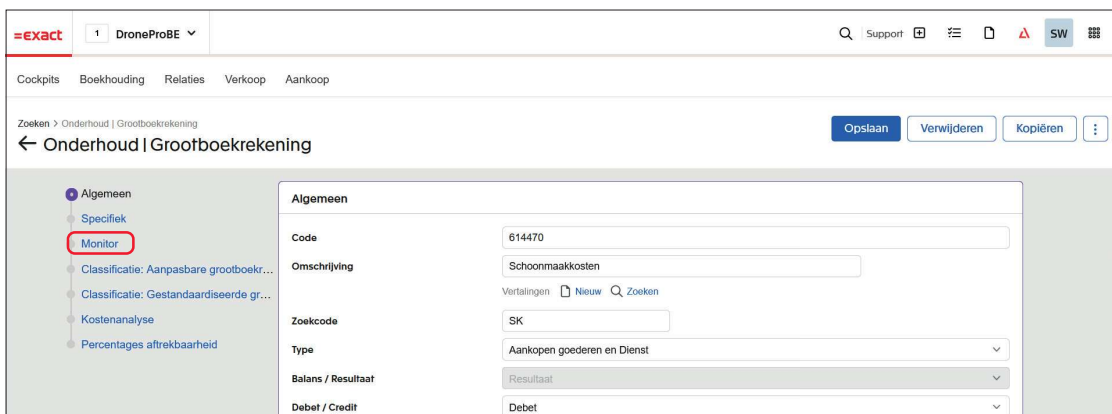 =exact 1 DroneProBE Support SW
Cockpits Boekhouding Relaties Verkoop Aankoop
Zoeken > Onderhoud | Grootboekrekening
← Onderhoud | Grootboekrekening
Opslaan Verwijderen Kopiëren
Algemeen
Specifiek
Monitor
Classificatie: Aanpasbare grootboekr...
Classificatie: Gestandaardiseerde gr...
Kostenanalyse
Percentages aftrekbaarheid
Algemeen
Code 614470
Omschrijving Schoonmaakkosten
Vertalingen Nieuw Zoeken
Zoekcode SK
Type Aankopen goederen en Dienst
Balans / Resultaat Resultaat
Debet / Credit Debet